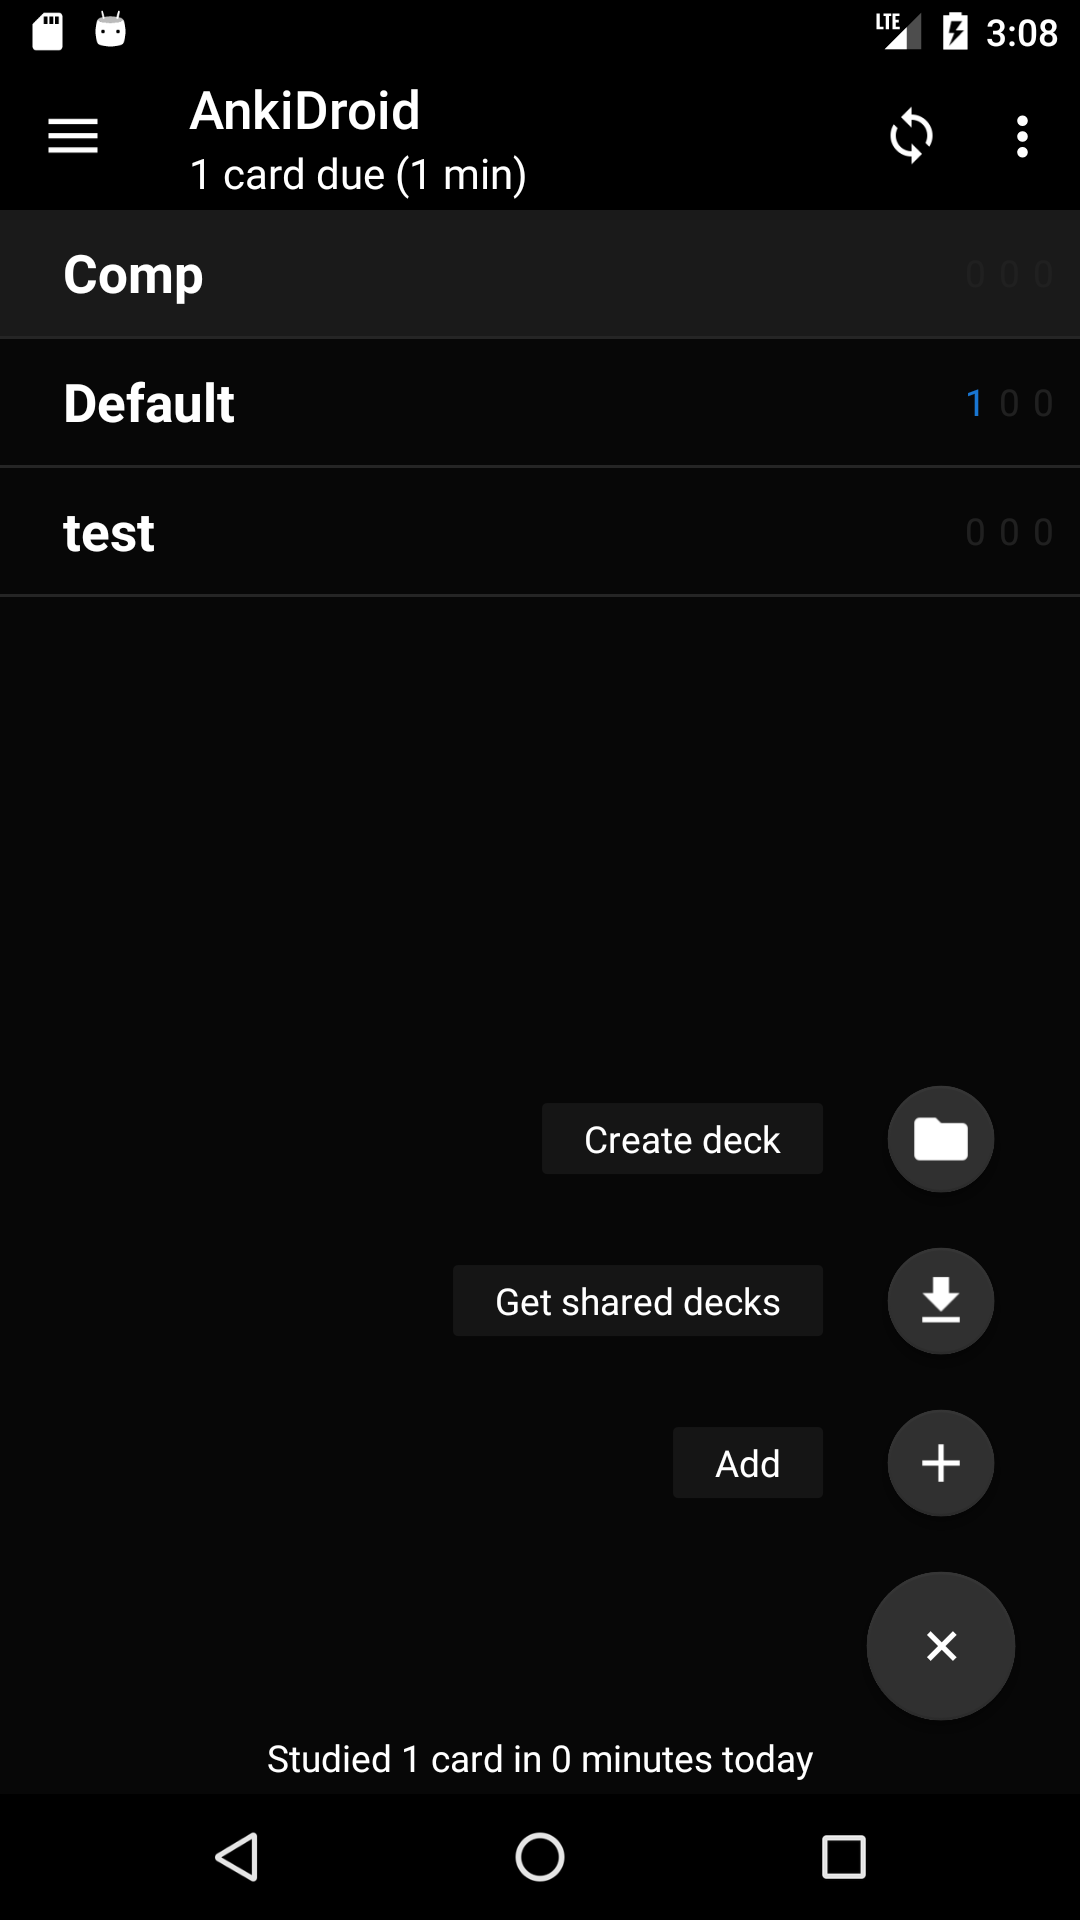 LTE 3:08
AnkiDroid
1 card due (1 min)
Comp 0 0 0
Default 1 0 0
test 0 0 0
Create deck
Get shared decks
Add
Studied 1 card in 0 minutes today